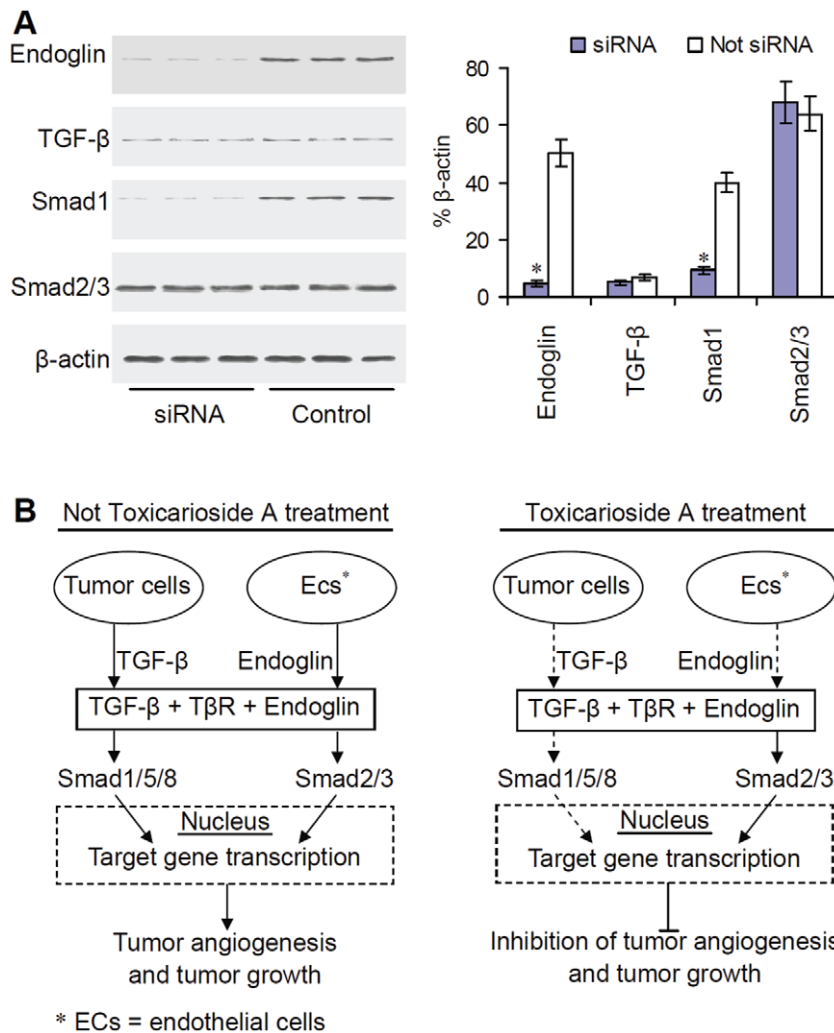 A
Endoglin
TGF-β
Smad1
Smad2/3
β-actin
siRNA Control
siRNA Not siRNA
% β-actin
80
60
40
20
0
*
*
Endoglin
TGF-β
Smad1
Smad2/3
B
Not Toxicarioside A treatment
Tumor cells Ecs*
TGF-β Endoglin
TGF-β + TβR + Endoglin
Smad1/5/8 Smad2/3
Nucleus
Target gene transcription
Tumor angiogenesis
and tumor growth
* ECs = endothelial cells
Toxicarioside A treatment
Tumor cells Ecs*
TGF-β Endoglin
TGF-β + TβR + Endoglin
Smad1/5/8 Smad2/3
Nucleus
Target gene transcription
Inhibition of tumor angiogenesis
and tumor growth